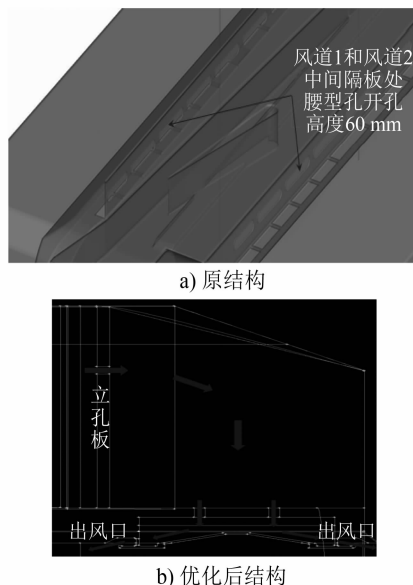 风道1和风道2
中间隔板处
腰型孔开孔
高度60 mm
a) 原结构
立孔板
出风口
出风口
b) 优化后结构